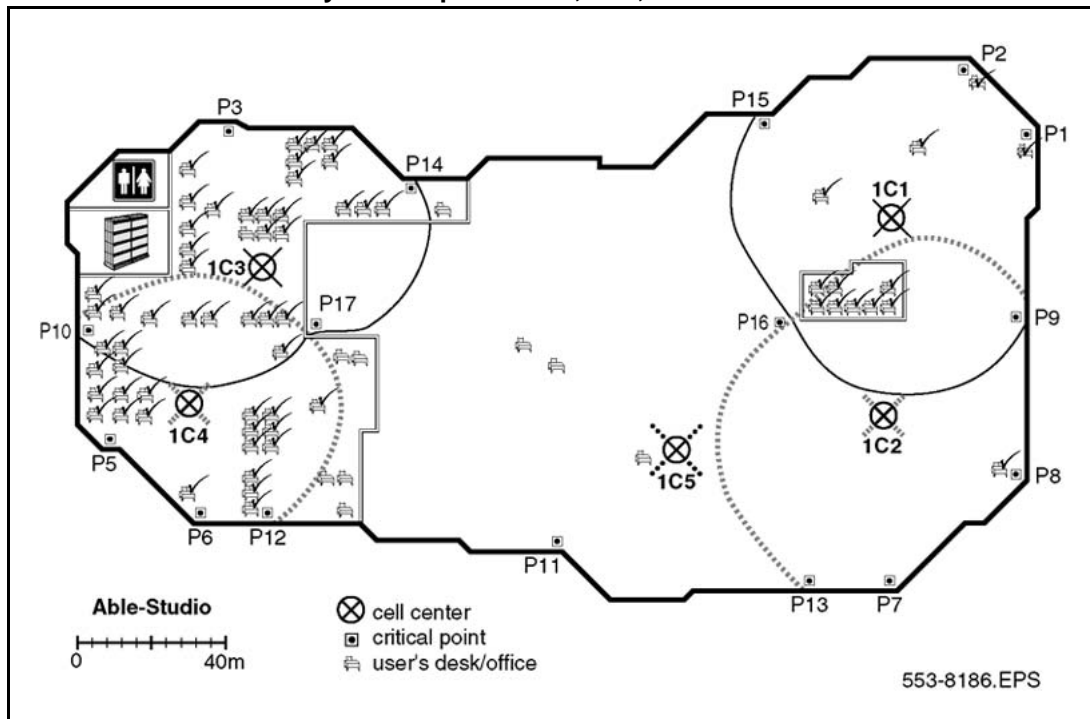 P2
P15
P3
P1
P14
1C1
1C3
P17
P10
P16
P9
1C4
1C2
1C5
P5
P8
P6
P12
P11
P13
P7
Able-Studio
0
40m
cell center
critical point
user's desk/office
553-8186.EPS